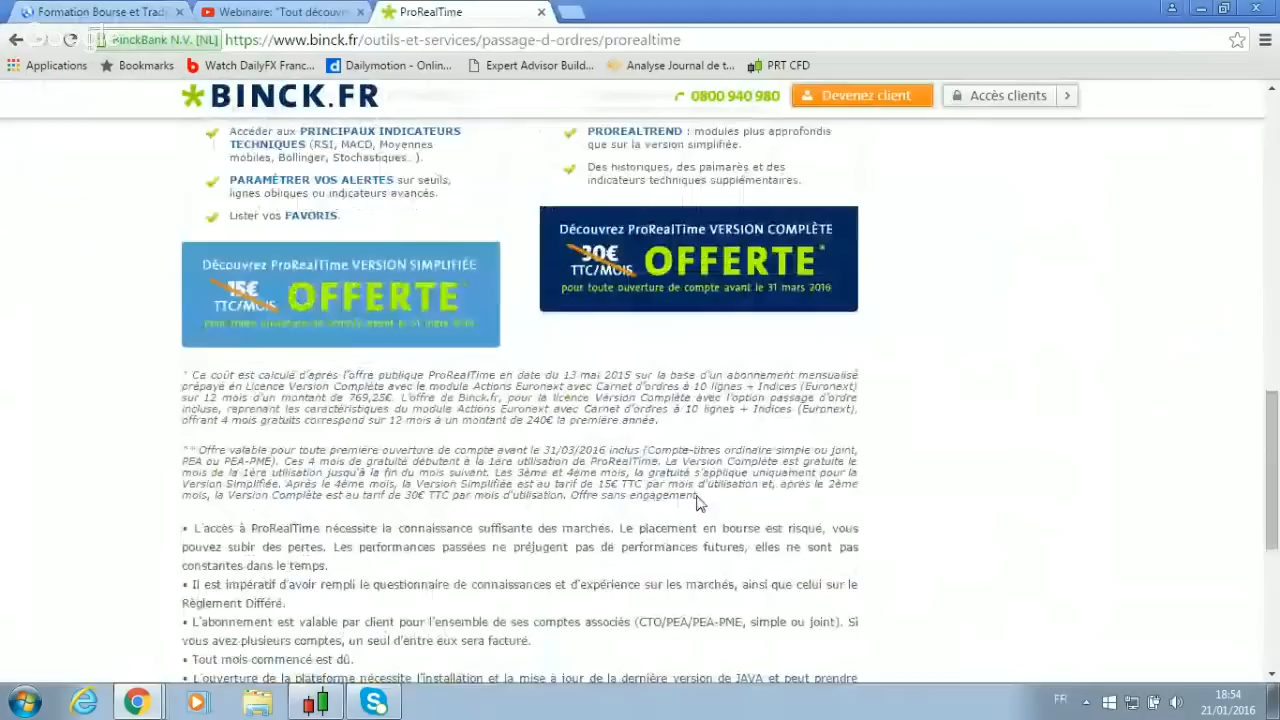 Formation Bourse et Trad
Webinaire: "Tout découvr
ProRealTime
BinckBank N.V. [NL]
https://www.binck.fr/outils-et-services/passage-d-ordres/prorealtime
Applications
Bookmarks
Watch DailyFX Franc...
Dailymotion - Onlin...
Expert Advisor Build...
Analyse Journal de t...
PRT CFD
BINCK.FR
0800 940 980
Devenez client
Accès clients
Accéder aux PRINCIPAUX INDICATEURS
TECHNIQUES (RSI, MACD, Moyennes
mobiles, Bollinger, Stochastiques...).
PARAMÉTRER VOS ALERTES sur seuils,
lignes obliques ou indicateurs avancés.
Lister vos FAVORIS.
Découvrez ProRealTime VERSION SIMPLIFIÉE
15€
TTC/MOIS
OFFERTE*
pour toute ouverture de compte avant le 31 mars 2016
PROREALTREND : modules plus approfondis
que sur la version simplifiée.
Des historiques, des palmarès et des
indicateurs techniques supplémentaires.
Découvrez ProRealTime VERSION COMPLÈTE
30€
TTC/MOIS
OFFERTE*
pour toute ouverture de compte avant le 31 mars 2016
* Ce coût est calculé d'après l'offre publique ProRealTime en date du 13 mai 2015 sur la base d'un abonnement mensualisé
prépayé en Licence Version Complète avec le module Actions Euronext avec Carnet d'ordres à 10 lignes + Indices (Euronext)
sur 12 mois d'un montant de 769,25€. L'offre de Binck.fr, pour la licence Version Complète avec l'option passage d'ordre
incluse, reprenant les caractéristiques du module Actions Euronext avec Carnet d'ordres à 10 lignes + Indices (Euronext),
offrant 4 mois gratuits correspond sur 12 mois à un montant de 240€ la première année.
** Offre valable pour toute première ouverture de compte avant le 31/03/2016 inclus (Compte-titres ordinaire simple ou joint,
PEA ou PEA-PME). Ces 4 mois de gratuité débutent à la 1ère utilisation de ProRealTime. La Version Complète est gratuite le
mois de la 1ère utilisation jusqu'à la fin du mois suivant. Les 3ème et 4ème mois, la gratuité s'applique uniquement pour la
Version Simplifiée. Après le 4ème mois, la Version Simplifiée est au tarif de 15€ TTC par mois d'utilisation et, après le 2ème
mois, la Version Complète est au tarif de 30€ TTC par mois d'utilisation. Offre sans engagement.
• L'accès à ProRealTime nécessite la connaissance suffisante des marchés. Le placement en bourse est risqué, vous
pouvez subir des pertes. Les performances passées ne préjugent pas de performances futures, elles ne sont pas
constantes dans le temps.
• Il est impératif d'avoir rempli le questionnaire de connaissances et d'expérience sur les marchés, ainsi que celui sur le
Règlement Différé.
• L'abonnement est valable par client pour l'ensemble de ses comptes associés (CTO/PEA/PEA-PME, simple ou joint). Si
vous avez plusieurs comptes, un seul d'entre eux sera facturé.
• Tout mois commencé est dû.
• L'ouverture de la plateforme nécessite l'installation et la mise à jour de la dernière version de JAVA et peut prendre
FR
18:54
21/01/2016